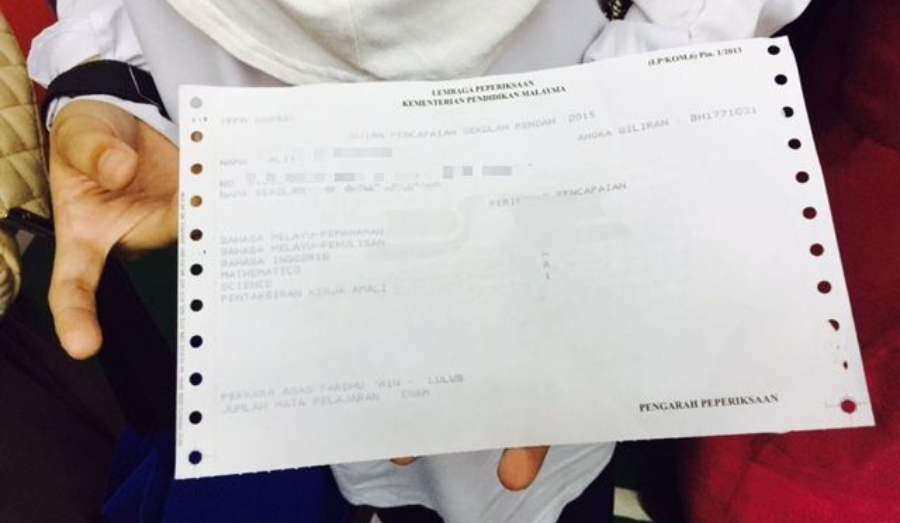 (LP/KOM.6) Pin. 1/2013
LEMBAGA PEPERIKSAAN
KEMENTERIAN PENDIDIKAN MALAYSIA
UJIAN PENCAPAIAN SEKOLAH RENDAH 2015
ANGKA GILIRAN BH1771031
NAMA
NO
NAMA SEKOLAH
PENCAPAIAN
BAHASA MELAYU-PEMAHAMAN
BAHASA MELAYU-PENULISAN
BAHASA INGGERIS
MATHEMATICS
A
SCIENCE
PENTAKSIRAN KERJA AMALI
PERKARA ASAS FARDHU 'AIN - LULUS
JUMLAH MATA PELAJARAN ENAM
PENGARAH PEPERIKSAAN